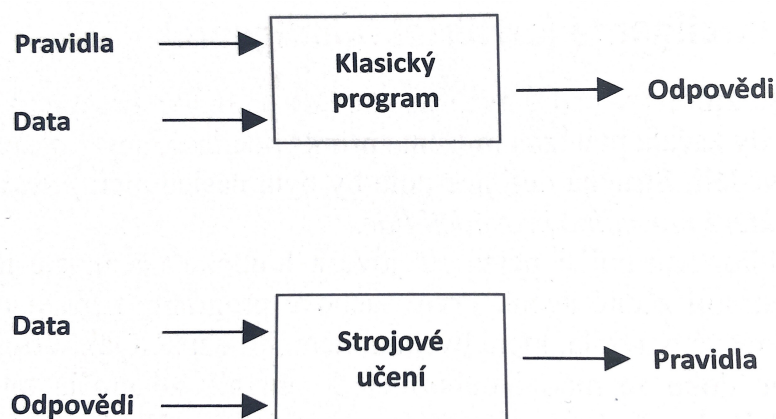 Pravidla
Data
Klasický
program
Odpovědi
Data
Odpovědi
Strojové
učení
Pravidla